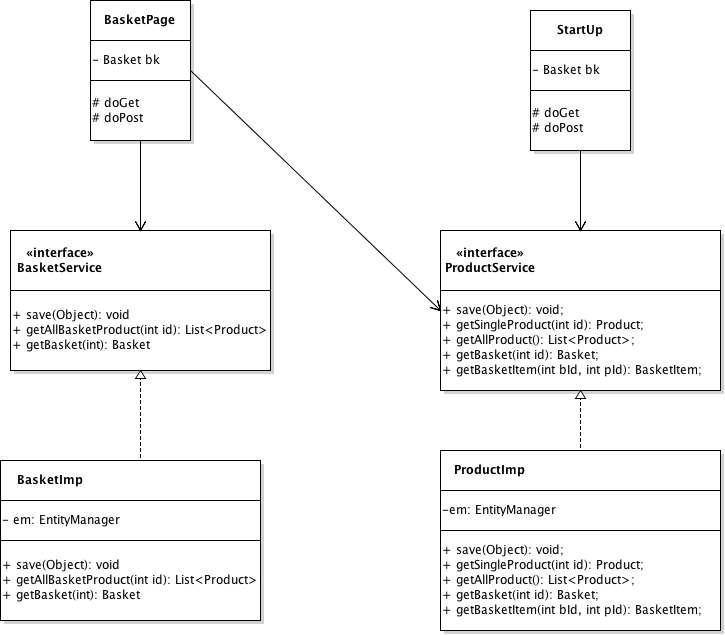 BasketPage
- Basket bk
# doGet
# doPost
StartUp
- Basket bk
# doGet
# doPost
«interface»
BasketService
+ save(Object): void
+ getAllBasketProduct(int id): List<Product>
+ getBasket(int): Basket
«interface»
ProductService
+ save(Object): void;
+ getSingleProduct(int id): Product;
+ getAllProduct(): List<Product>;
+ getBasket(int id): Basket;
+ getBasketItem(int bId, int pId): BasketItem;
BasketImp
- em: EntityManager
+ save(Object): void
+ getAllBasketProduct(int id): List<Product>
+ getBasket(int): Basket
ProductImp
-em: EntityManager
+ save(Object): void;
+ getSingleProduct(int id): Product;
+ getAllProduct(): List<Product>;
+ getBasket(int id): Basket;
+ getBasketItem(int bId, int pId): BasketItem;